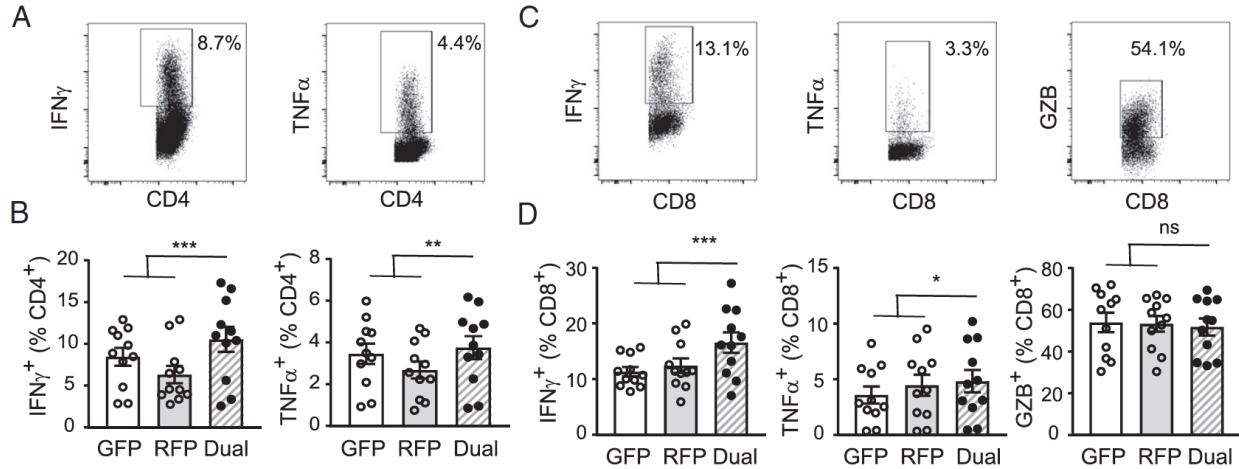 A
IFNγ
8.7%
CD4
TNFα
4.4%
CD4
C
IFNγ
13.1%
CD8
TNFα
3.3%
CD8
GZB
54.1%
CD8
B
IFNγ⁺ (% CD4⁺)
20
15
10
5
0
***
GFP RFP Dual
TNFα⁺ (% CD4⁺)
8
6
4
2
0
**
GFP RFP Dual
D
IFNγ⁺ (% CD8⁺)
30
20
10
0
***
GFP RFP Dual
TNFα⁺ (% CD8⁺)
15
10
5
0
*
GFP RFP Dual
GZB⁺ (% CD8⁺)
80
60
40
20
0
ns
GFP RFP Dual